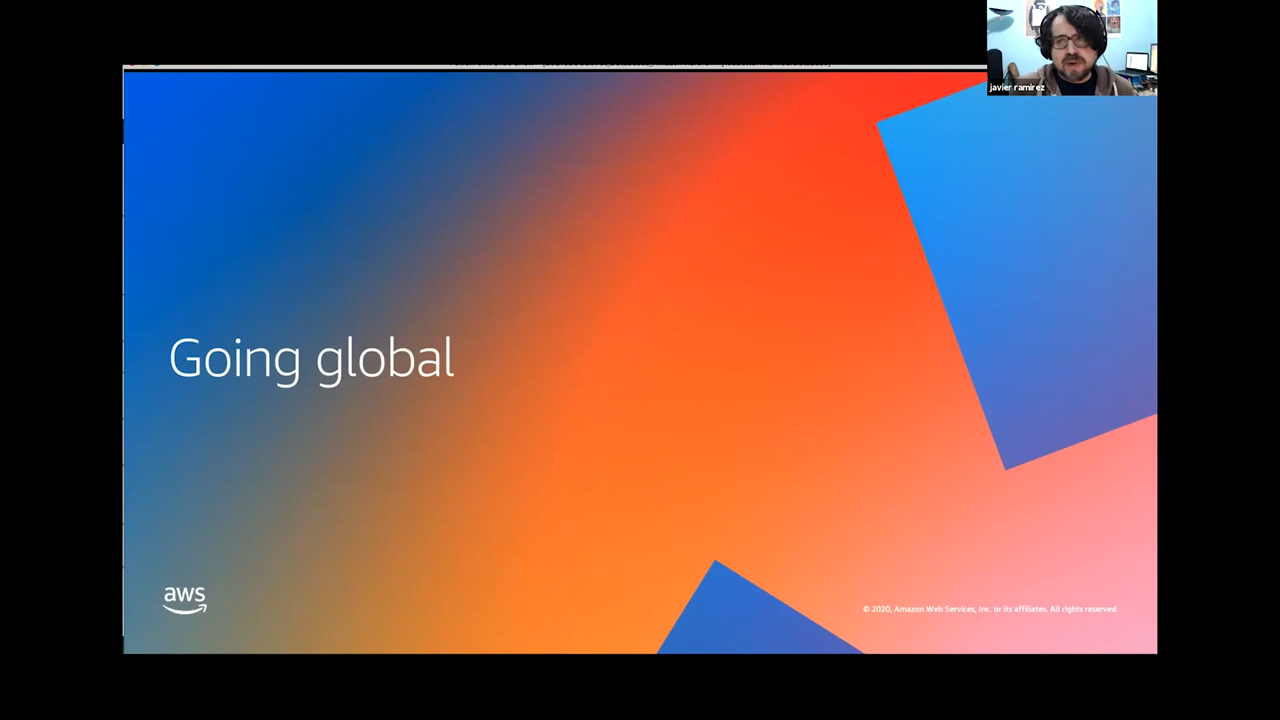 javier ramirez
Going global
aws
© 2020, Amazon Web Services, Inc. or its affiliates. All rights reserved.